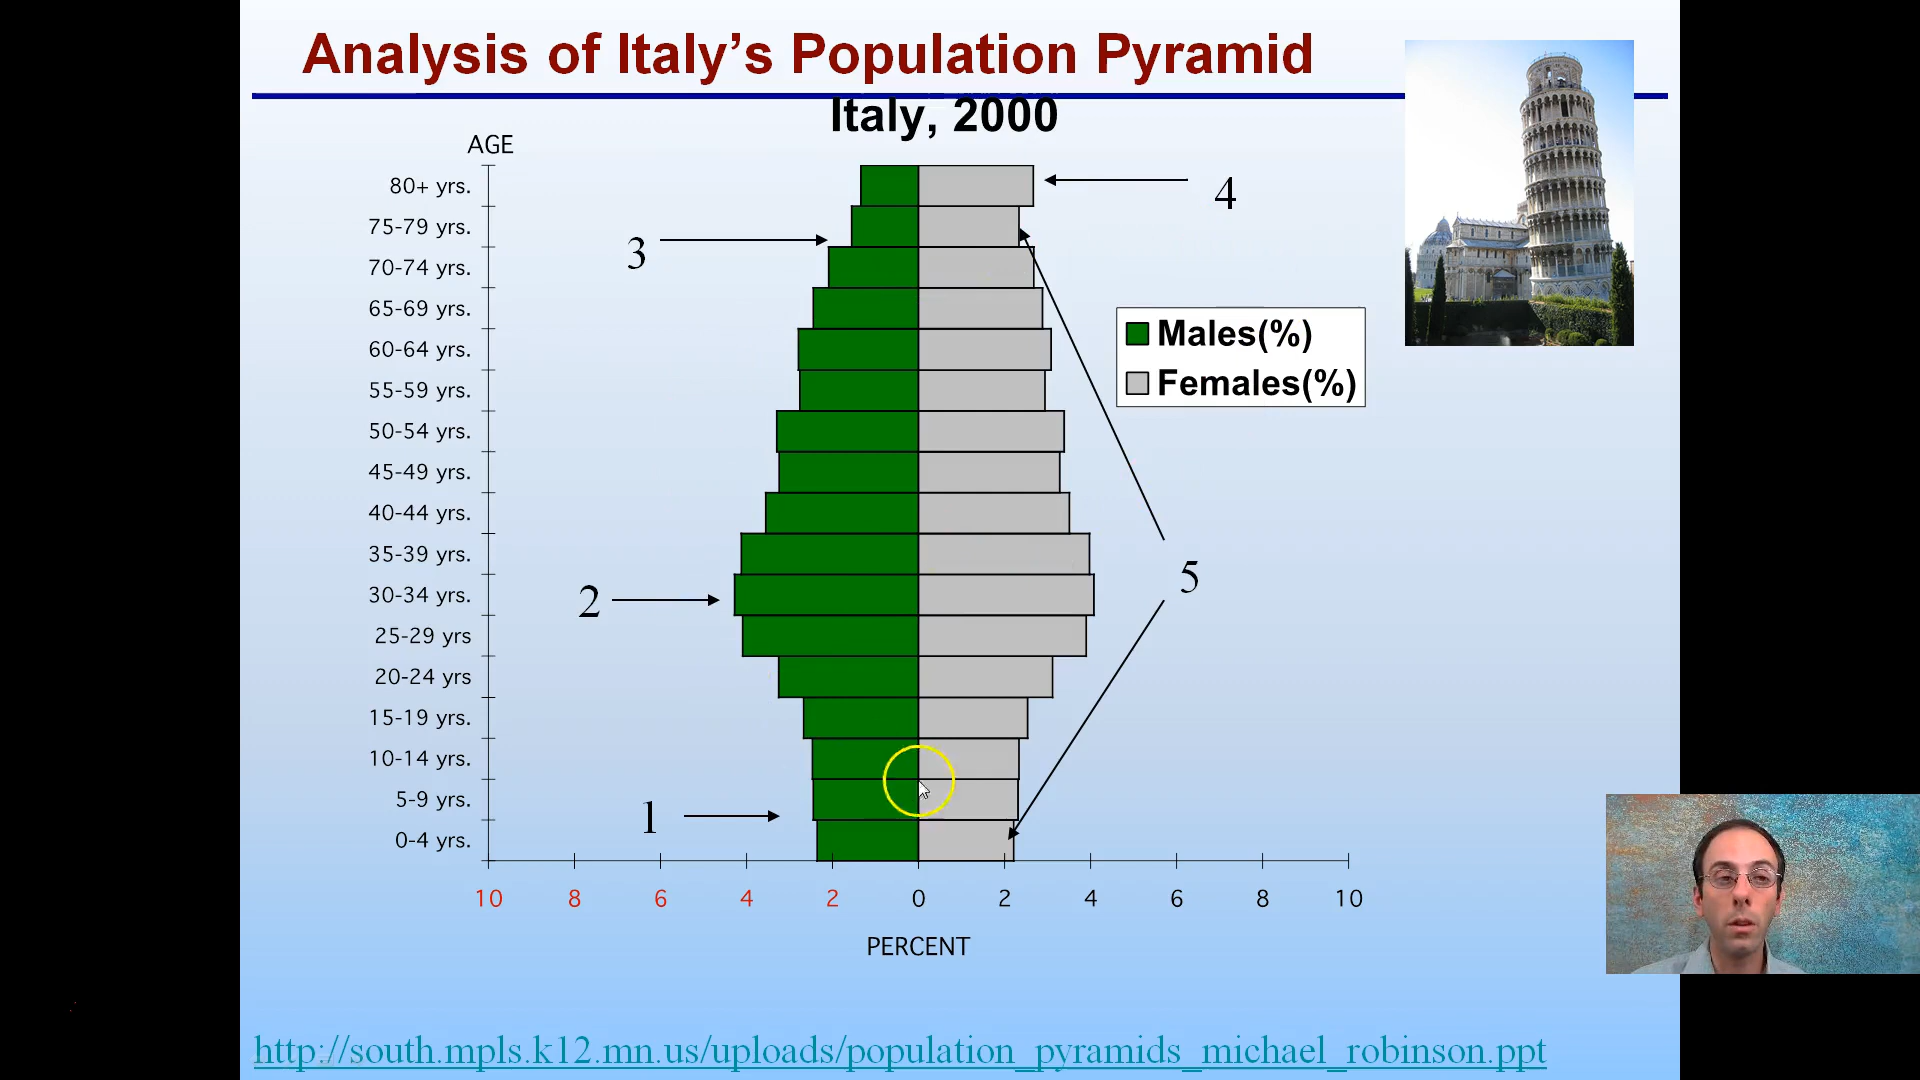 Analysis of Italy's Population Pyramid
Italy, 2000
AGE
80+ yrs.
75-79 yrs.
70-74 yrs.
65-69 yrs.
60-64 yrs.
55-59 yrs.
50-54 yrs.
45-49 yrs.
40-44 yrs.
35-39 yrs.
30-34 yrs.
25-29 yrs
20-24 yrs
15-19 yrs.
10-14 yrs.
5-9 yrs.
0-4 yrs.
4
3
Males(%)
Females(%)
5
2
1
10 8 6 4 2 0 2 4 6 8 10
PERCENT
http://south.mpls.k12.mn.us/uploads/population_pyramids_michael_robinson.ppt